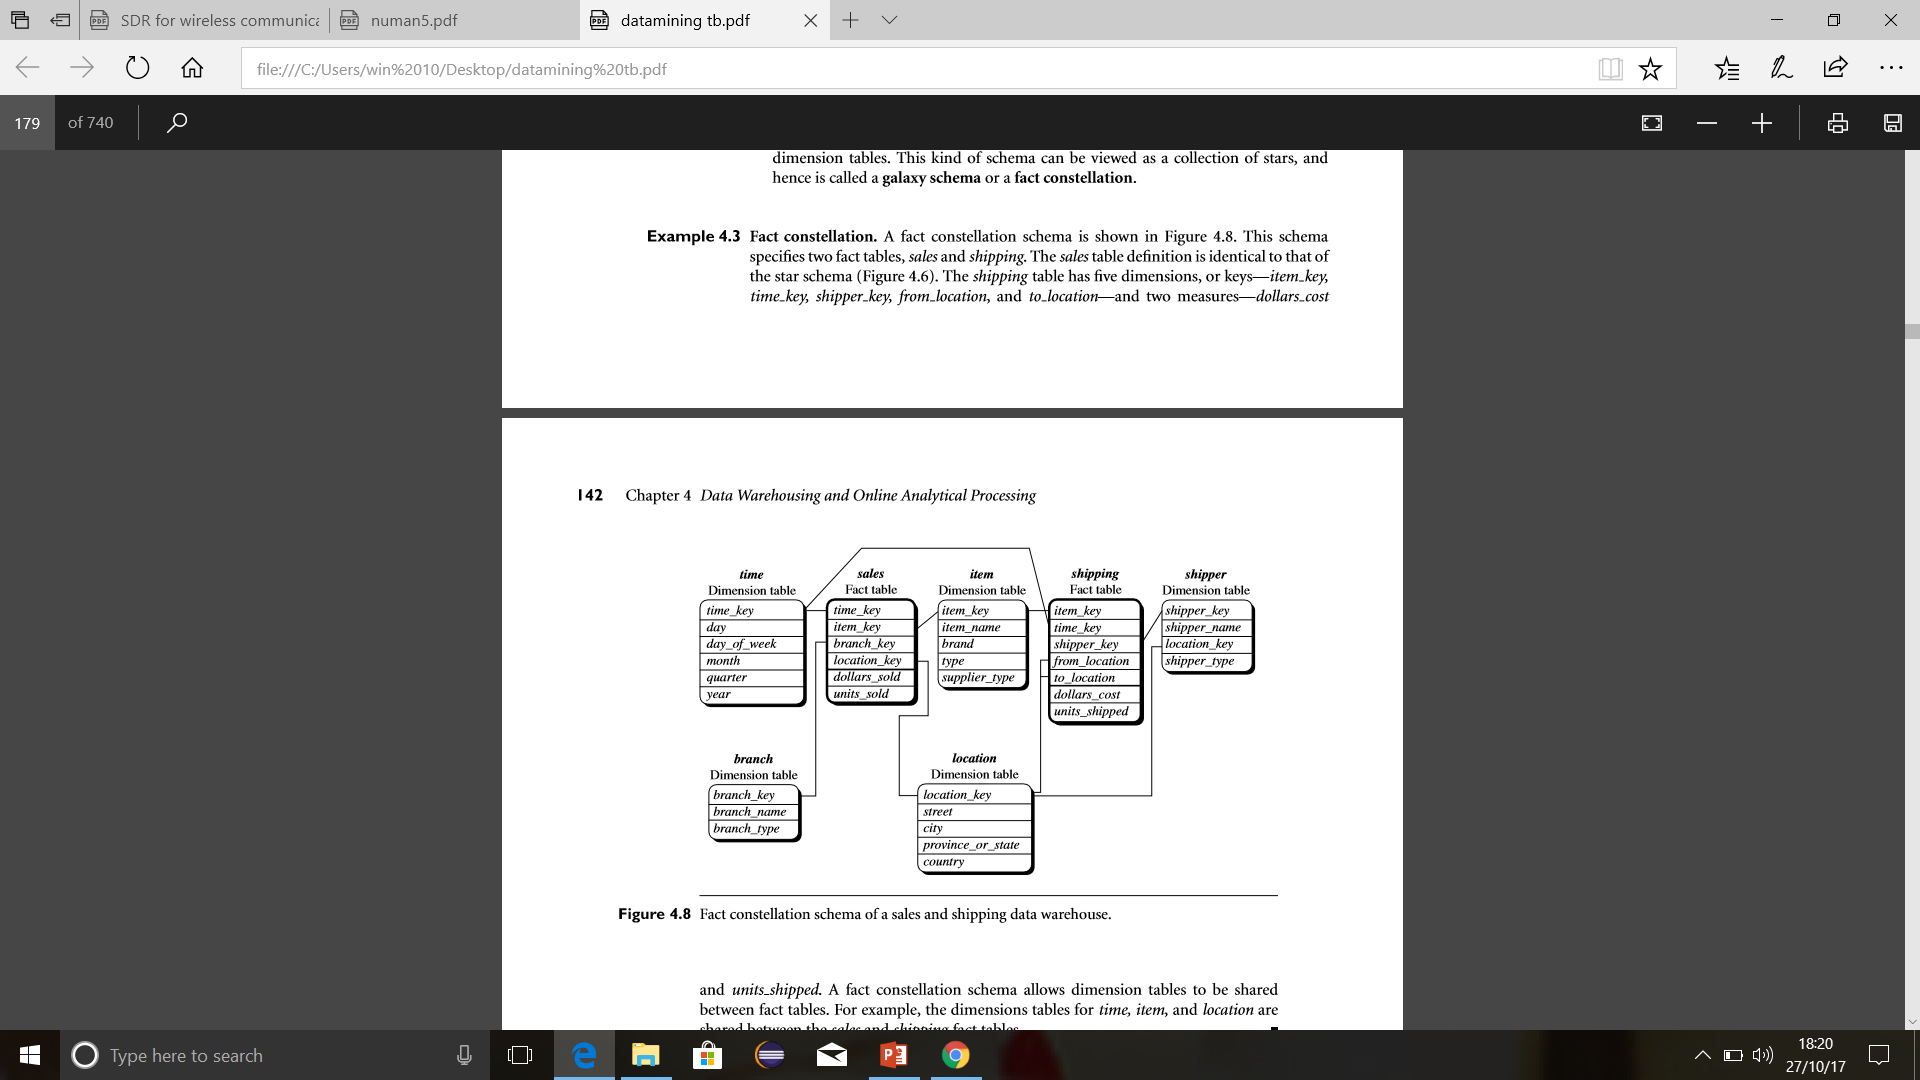 SDR for wireless communica
numan5.pdf
datamining tb.pdf
file:///C:/Users/win%2010/Desktop/datamining%20tb.pdf
179 of 740
dimension tables. This kind of schema can be viewed as a collection of stars, and
hence is called a galaxy schema or a fact constellation.
Example 4.3 Fact constellation. A fact constellation schema is shown in Figure 4.8. This schema
specifies two fact tables, sales and shipping. The sales table definition is identical to that of
the star schema (Figure 4.6). The shipping table has five dimensions, or keys—item_key,
time_key, shipper_key, from_location, and to_location—and two measures—dollars_cost
142 Chapter 4 Data Warehousing and Online Analytical Processing
time
Dimension table
time_key
day
day_of_week
month
quarter
year
sales
Fact table
time_key
item_key
branch_key
location_key
dollars_sold
units_sold
item
Dimension table
item_key
item_name
brand
type
supplier_type
shipping
Fact table
item_key
time_key
shipper_key
from_location
to_location
dollars_cost
units_shipped
shipper
Dimension table
shipper_key
shipper_name
location_key
shipper_type
branch
Dimension table
branch_key
branch_name
branch_type
location
Dimension table
location_key
street
city
province_or_state
country
Figure 4.8 Fact constellation schema of a sales and shipping data warehouse.
and units_shipped. A fact constellation schema allows dimension tables to be shared
between fact tables. For example, the dimensions tables for time, item, and location are
shared between the sales and shipping fact tables.
Type here to search
18:20
27/10/17